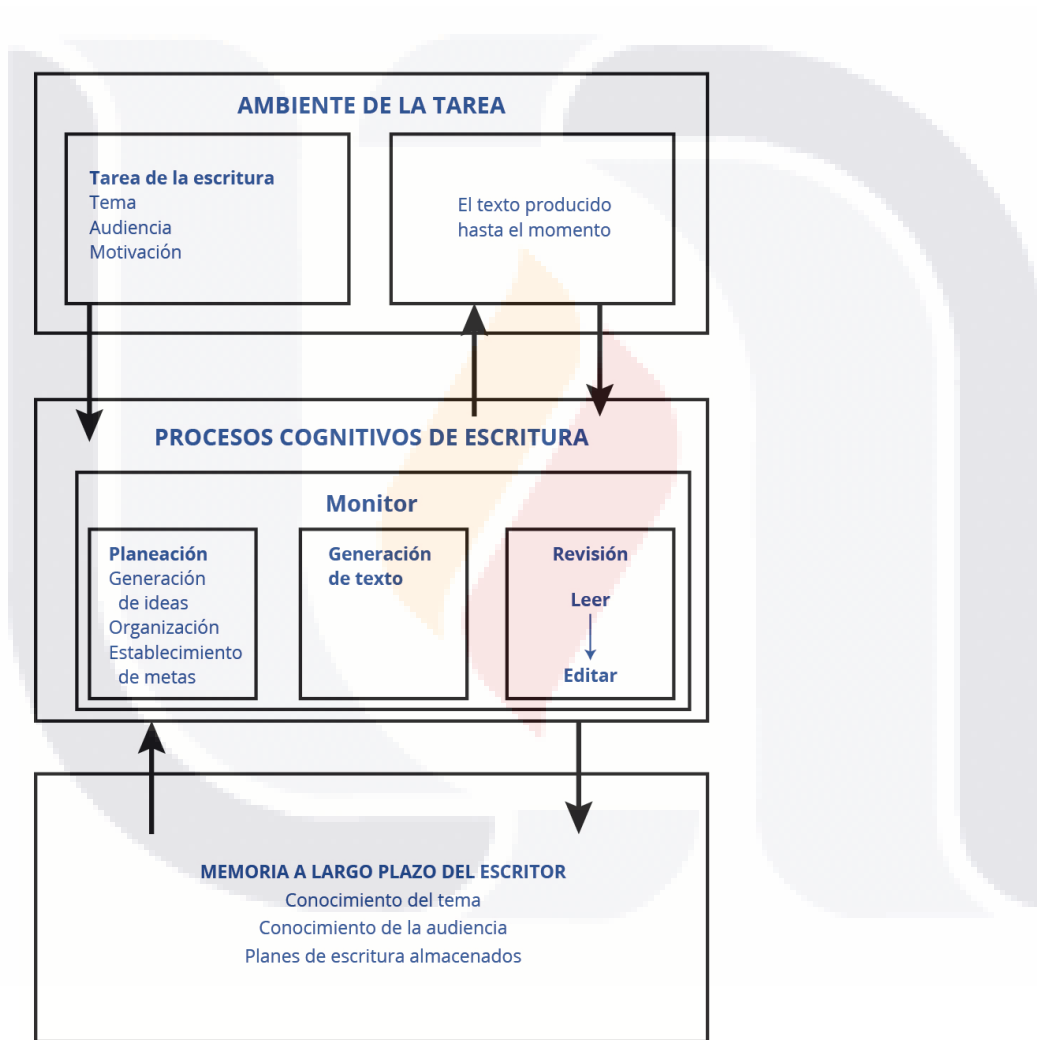 AMBIENTE DE LA TAREA
Tarea de la escritura
Tema
Audiencia
Motivación
El texto producido
hasta el momento
PROCESOS COGNITIVOS DE ESCRITURA
Monitor
Planeación
Generación
de ideas
Organización
Establecimiento
de metas
Generación
de texto
Revisión
Leer
Editar
MEMORIA A LARGO PLAZO DEL ESCRITOR
Conocimiento del tema
Conocimiento de la audiencia
Planes de escritura almacenados